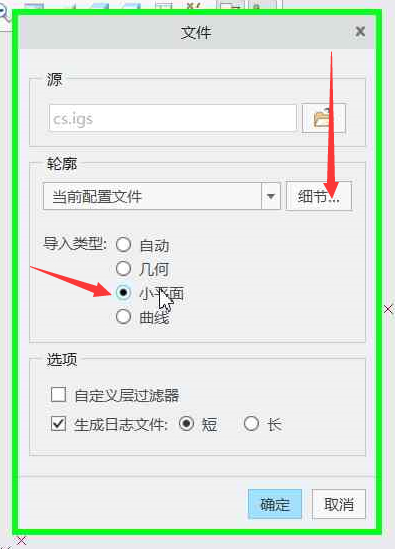 文件
源
cs.igs
轮廓
当前配置文件
细节...
导入类型:
自动
几何
小平面
曲线
选项
自定义层过滤器
生成日志文件: 短 长
确定 取消